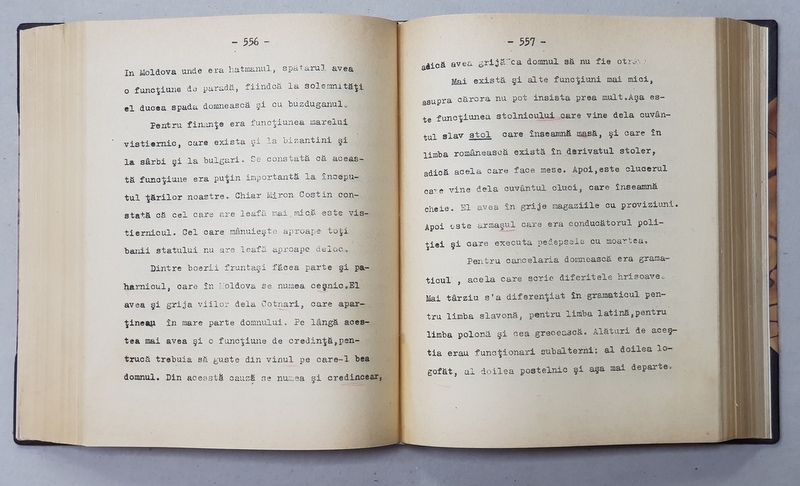 - 556 -
In Moldova unde era hatmanul, spătarul avea
o funcţiune de paradă, fiindcă la solemnităţi
el ducea spada domnească şi cu buzduganul.
Pentru finanţe era funcţiunea marelui
vistiernic, care exista şi la bizantini şi
la sârbi şi la bulgari. Se constată că aceas-
tă funcţiune era puţin importantă la începu-
tul ţărilor noastre. Chiar Miron Costin con-
stată că cel care are leafă mai mică este vis-
tiernicul. Cel care mânuieşte aproape toţi
banii statului nu are leafă aproape deloc.
Dintre boerii fruntaşi făcea parte şi pa-
harnicul, care în Moldova se numea ceşnic.El
avea şi grija viilor dela Cotnari, care apar-
ţineau în mare parte domnului. Pe lângă aces-
tea mai avea şi o funcţiune de credinţă,pen-
trucă trebuia să guste din vinul pe care-l bea
domnul. Din această cauză se numea şi credincear,
- 557 -
adică avea grijă ca domnul să nu fie
Mai există şi alte funcţiuni mai mici,
asupra cărora nu pot insista prea mult.Aşa es-
te funcţiunea stolnicului care vine dela cuvân-
tul slav stol care înseamnă masă, şi care în
limba românească există în derivatul stoler,
adică acela care face mese. Apoi,este clucerul
care vine dela cuvântul cluci, care înseamnă
cheie. El avea în grije magaziile cu proviziuni.
Apoi este armaşul care era conducătorul poli-
ţiei şi care executa pedepsele cu moartea.
Pentru cancelaria domnească era grama-
ticul , acela care scrie diferitele hrisoave.
Mai târziu s'a diferenţiat în gramaticul pen-
tru limba slavonă, pentru limba latină,pentru
limba polonă şi cea grecească. Alături de aceş-
tia erau funcţionari subalterni: al doilea lo-
gofăt, al doilea postelnic şi aşa mai departe.